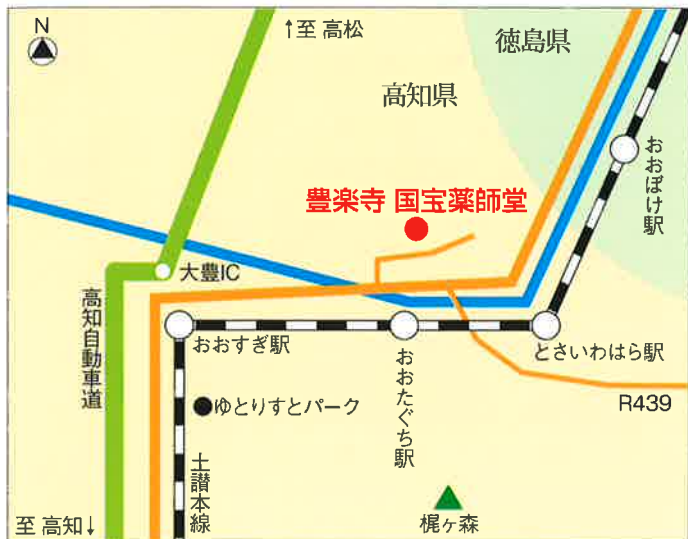 N
↑至 高松
徳島県
高知県
おおぼけ駅
豊楽寺 国宝薬師堂
大豊IC
高知自動車道
おおすぎ駅
おおたぐち駅
とさいわはら駅
ゆとりすとパーク
R439
土讃本線
至 高知↓
梶ヶ森